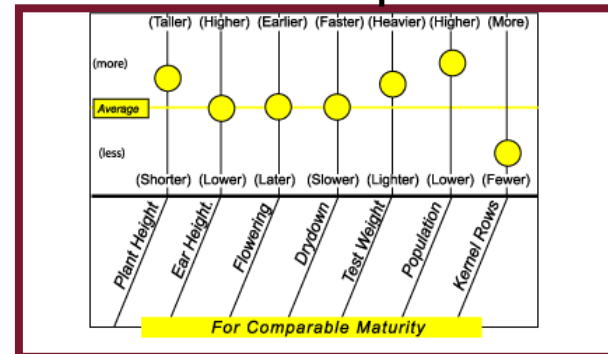 (Taller) (Higher) (Earlier) (Faster) (Heavier) (Higher) (More)
(more)
Average
(less)
(Shorter) (Lower) (Later) (Slower) (Lighter) (Lower) (Fewer)
Plant Height
Ear Height.
Flowering
Drydown
Test Weight
Population
Kernel Rows
For Comparable Maturity